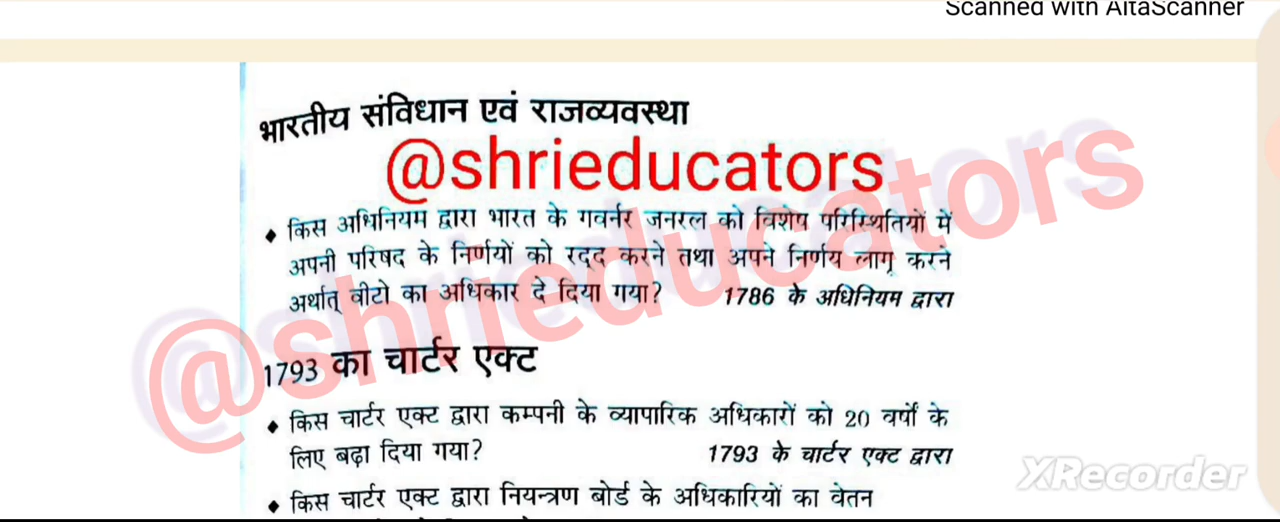 Scanned with AltaScanner
भारतीय संविधान एवं राजव्यवस्था
@shrieducators
@shrieducators
♦ किस अधिनियम द्वारा भारत के गवर्नर जनरल को विशेष परिस्थितियों में
अपनी परिषद के निर्णयों को रद्द करने तथा अपने निर्णय लागू करने
अर्थात् वीटो का अधिकार दे दिया गया? 1786 के अधिनियम द्वारा
1793 का चार्टर एक्ट
♦ किस चार्टर एक्ट द्वारा कम्पनी के व्यापारिक अधिकारों को 20 वर्षों के
लिए बढ़ा दिया गया? 1793 के चार्टर एक्ट द्वारा
XRecorder
♦ किस चार्टर एक्ट द्वारा नियन्त्रण बोर्ड के अधिकारियों का वेतन